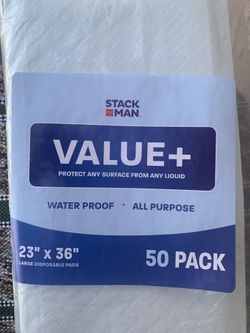 STACK
MAN
VALUE+
PROTECT ANY SURFACE FROM ANY LIQUID
WATER PROOF · ALL PURPOSE
23" x 36"
LARGE DISPOSABLE PADS
50 PACK